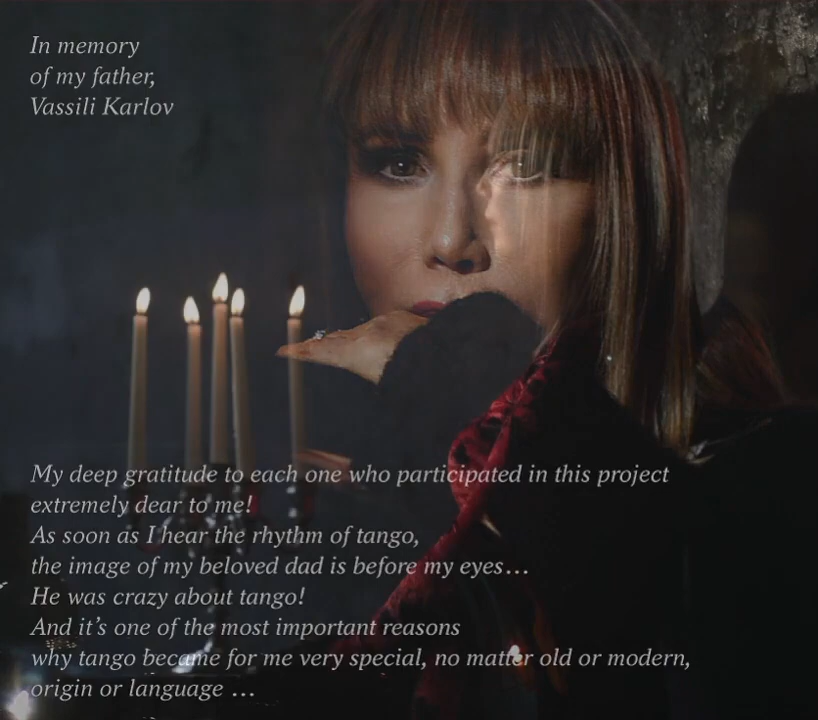 In memory
of my father,
Vassili Karlov
My deep gratitude to each one who participated in this project
extremely dear to me!
As soon as I hear the rhythm of tango,
the image of my beloved dad is before my eyes…
He was crazy about tango!
And it’s one of the most important reasons
why tango became for me very special, no matter old or modern,
origin or language …